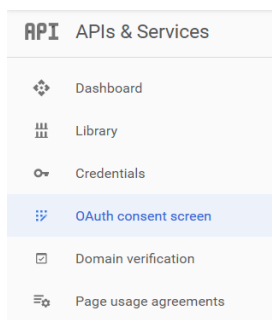 API APIs & Services
Dashboard
Library
Credentials
OAuth consent screen
Domain verification
Page usage agreements